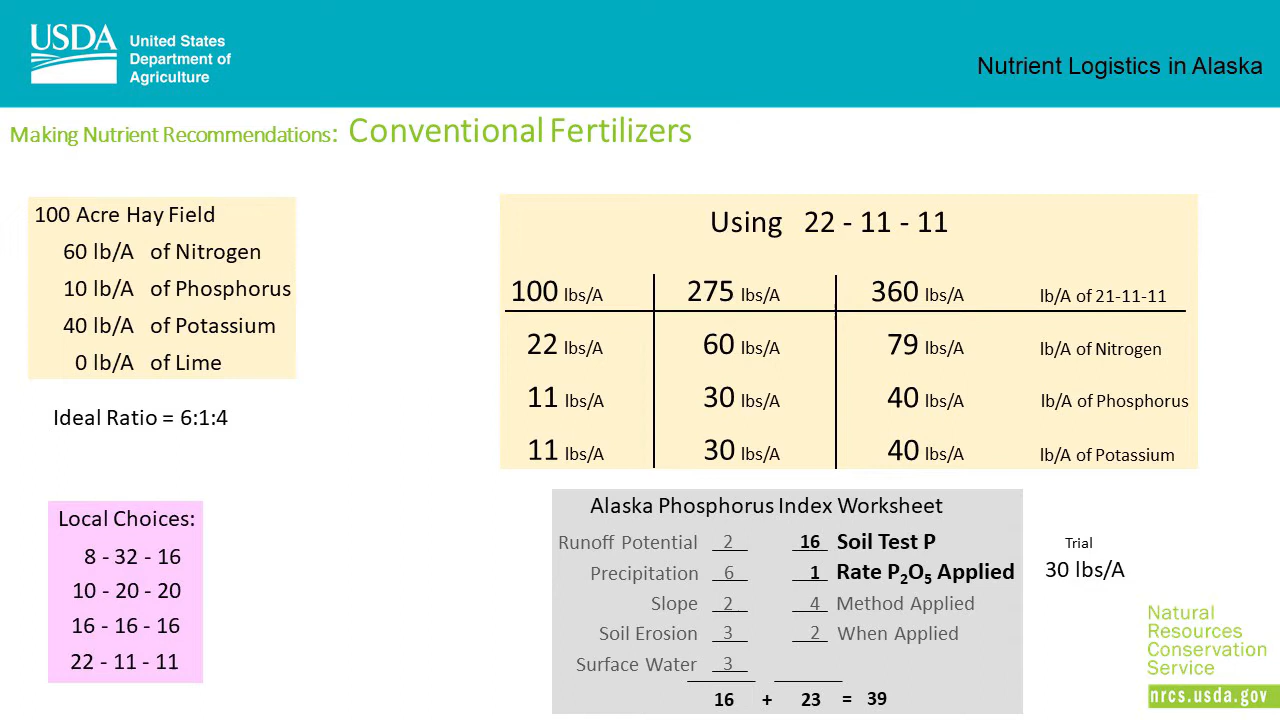 USDA
United States
Department of
Agriculture
Nutrient Logistics in Alaska
Making Nutrient Recommendations: Conventional Fertilizers
100 Acre Hay Field
60 lb/A of Nitrogen
10 lb/A of Phosphorus
40 lb/A of Potassium
0 lb/A of Lime
Ideal Ratio = 6:1:4
Local Choices:
8 - 32 - 16
10 - 20 - 20
16 - 16 - 16
22 - 11 - 11
Using 22 - 11 - 11
100 lbs/A 275 lbs/A 360 lbs/A lb/A of 21-11-11
22 lbs/A 60 lbs/A 79 lbs/A lb/A of Nitrogen
11 lbs/A 30 lbs/A 40 lbs/A lb/A of Phosphorus
11 lbs/A 30 lbs/A 40 lbs/A lb/A of Potassium
Alaska Phosphorus Index Worksheet
Runoff Potential 2 16 Soil Test P
Precipitation 6 1 Rate P₂O₅ Applied
Slope 2 4 Method Applied
Soil Erosion 3 2 When Applied
Surface Water 3
16 + 23 = 39
Trial
30 lbs/A
Natural
Resources
Conservation
Service
nrcs.usda.gov